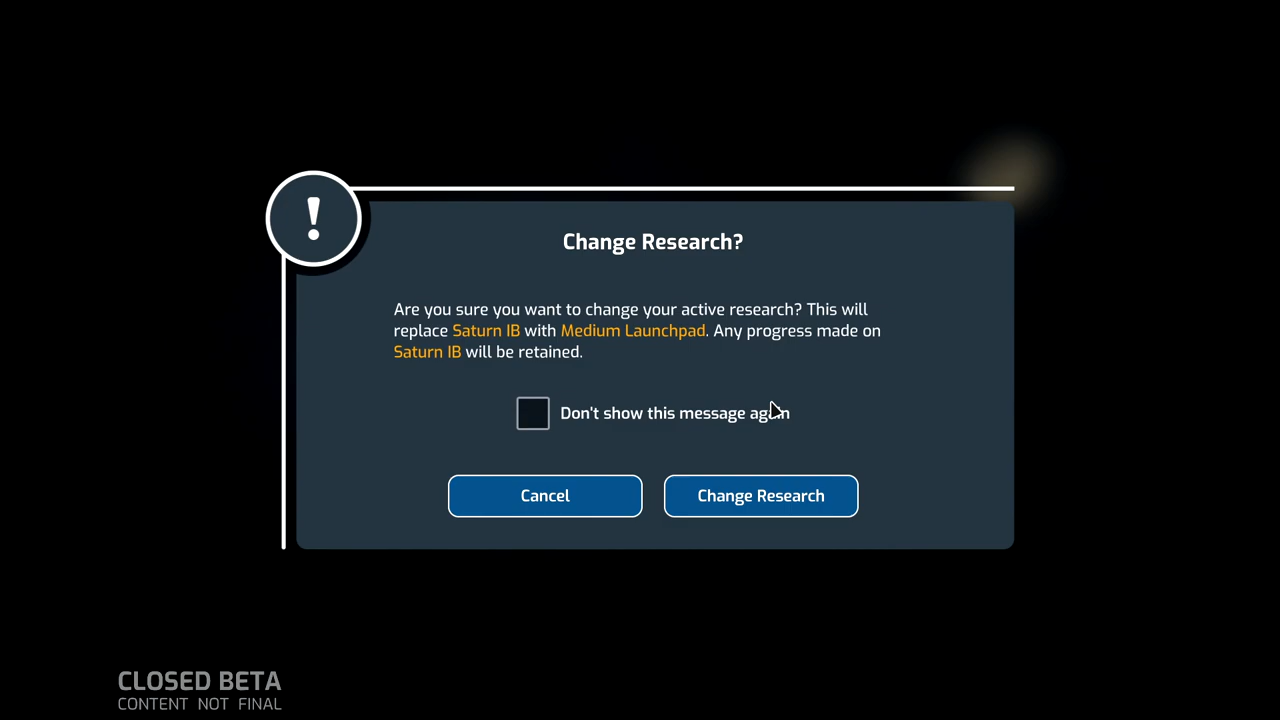 !
Change Research?
Are you sure you want to change your active research? This will
replace Saturn IB with Medium Launchpad. Any progress made on
Saturn IB will be retained.
Don't show this message again
Cancel
Change Research
CLOSED BETA
CONTENT NOT FINAL